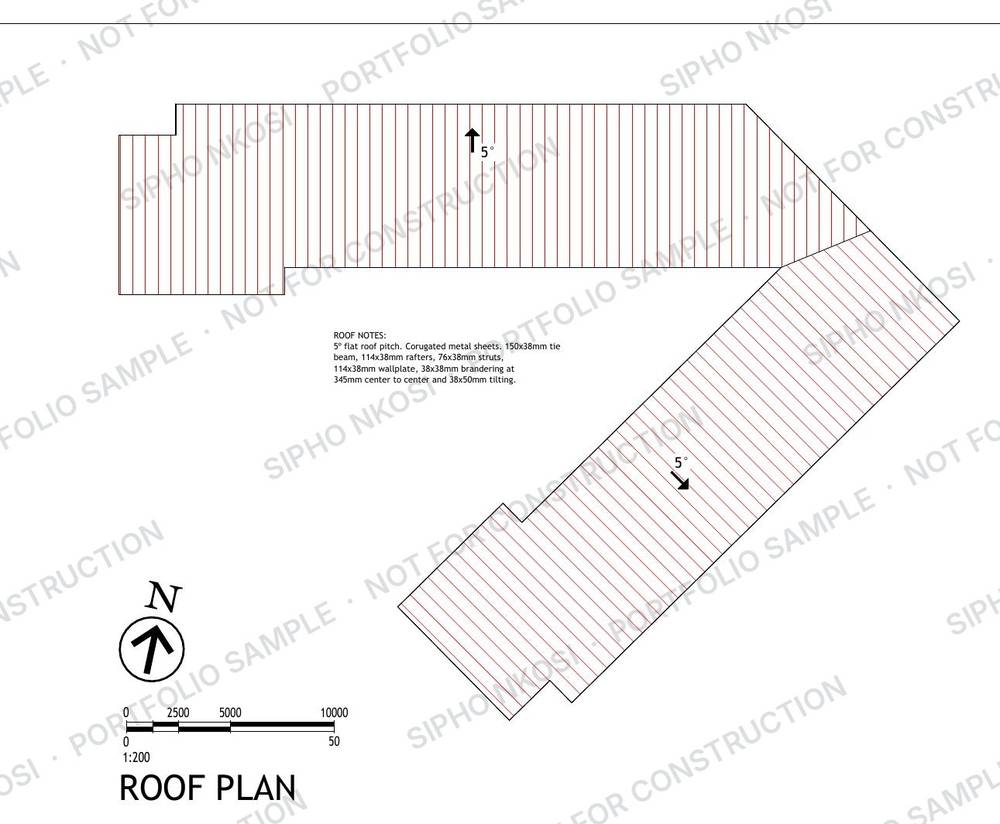 SIPHO NKOSI · PORTFOLIO SAMPLE · NOT FOR CONSTRUCTION
5°
ROOF NOTES:
5° flat roof pitch. Corugated metal sheets. 150x38mm tie
beam, 114x38mm rafters, 76x38mm struts,
114x38mm wallplate, 38x38mm brandering at
345mm center to center and 38x50mm tilting.
5°
N
0 2500 5000 10000
0 50
1:200
ROOF PLAN